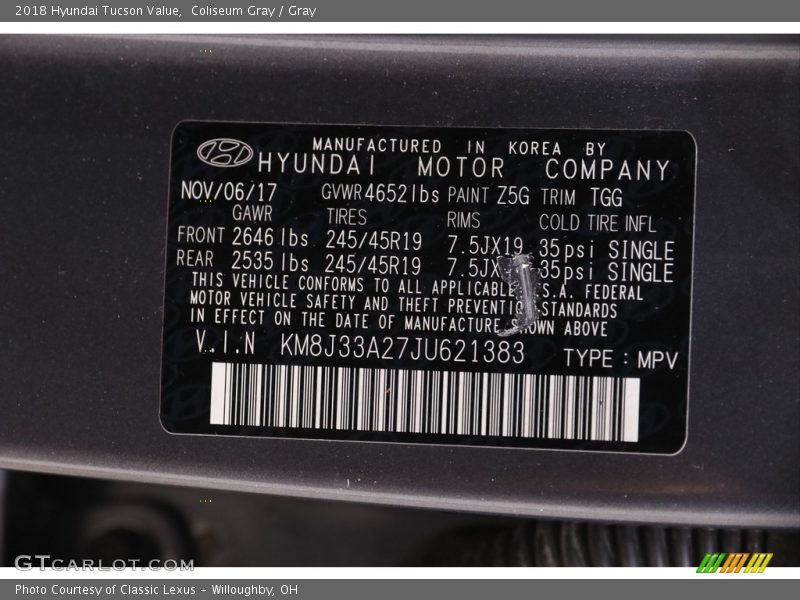 2018 Hyundai Tucson Value, Coliseum Gray / Gray
MANUFACTURED IN KOREA BY
HYUNDAI MOTOR COMPANY
NOV/06/17 GVWR 4652lbs PAINT Z5G TRIM TGG
GAWR TIRES RIMS COLD TIRE INFL
FRONT 2646 lbs 245/45R19 7.5JX19 35psi SINGLE
REAR 2535 lbs 245/45R19 7.5JX 35psi SINGLE
THIS VEHICLE CONFORMS TO ALL APPLICABLE U.S.A. FEDERAL
MOTOR VEHICLE SAFETY AND THEFT PREVENTION STANDARDS
IN EFFECT ON THE DATE OF MANUFACTURE SHOWN ABOVE
V.I.N KM8J33A27JU621383 TYPE : MPV
GTCARLOT.COM
Photo Courtesy of Classic Lexus - Willoughby, OH